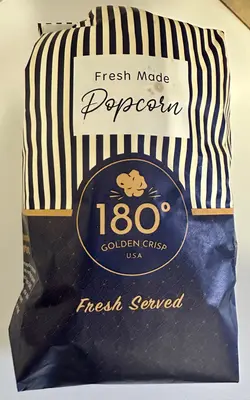 Fresh Made
Popcorn
180°
GOLDEN CRISP
U.S.A
Fresh Served